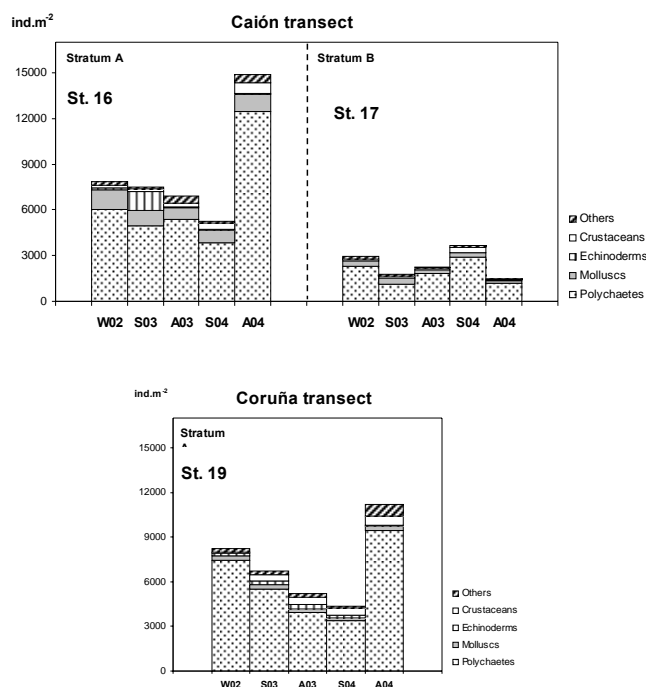 ind.m-2
Caión transect
Stratum A
Stratum B
St. 16
St. 17
15000
12000
9000
6000
3000
0
Others
Crustaceans
Echinoderms
Molluscs
Polychaetes
W02 S03 A03 S04 A04
W02 S03 A03 S04 A04
ind.m-2
Coruña transect
Stratum
A
St. 19
15000
12000
9000
6000
3000
0
Others
Crustaceans
Echinoderms
Molluscs
Polychaetes
W02 S03 A03 S04 A04